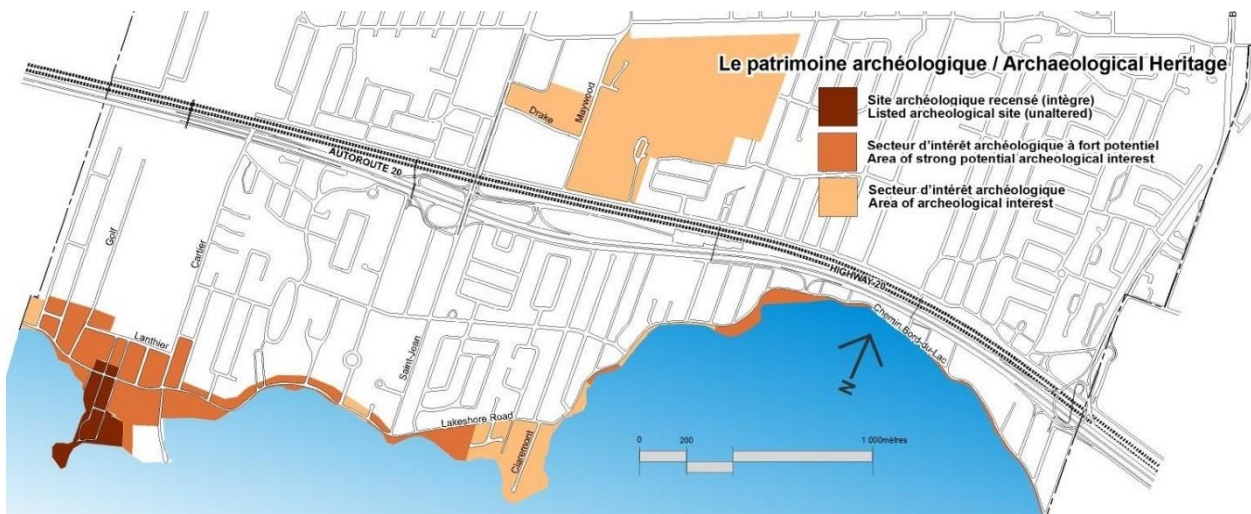 Le patrimoine archéologique / Archaeological Heritage
Site archéologique recensé (intègre)
Listed archeological site (unaltered)
Secteur d'intérêt archéologique à fort potentiel
Area of strong potential archeological interest
Secteur d'intérêt archéologique
Area of archeological interest
Drake
Maywood
AUTOROUTE 20
HIGHWAY 20
Golf
Cartier
Lanthier
Saint-Jean
Lakeshore Road
Claremont
Chemin Bord-du-Lac
N
0 200 1 000mètres